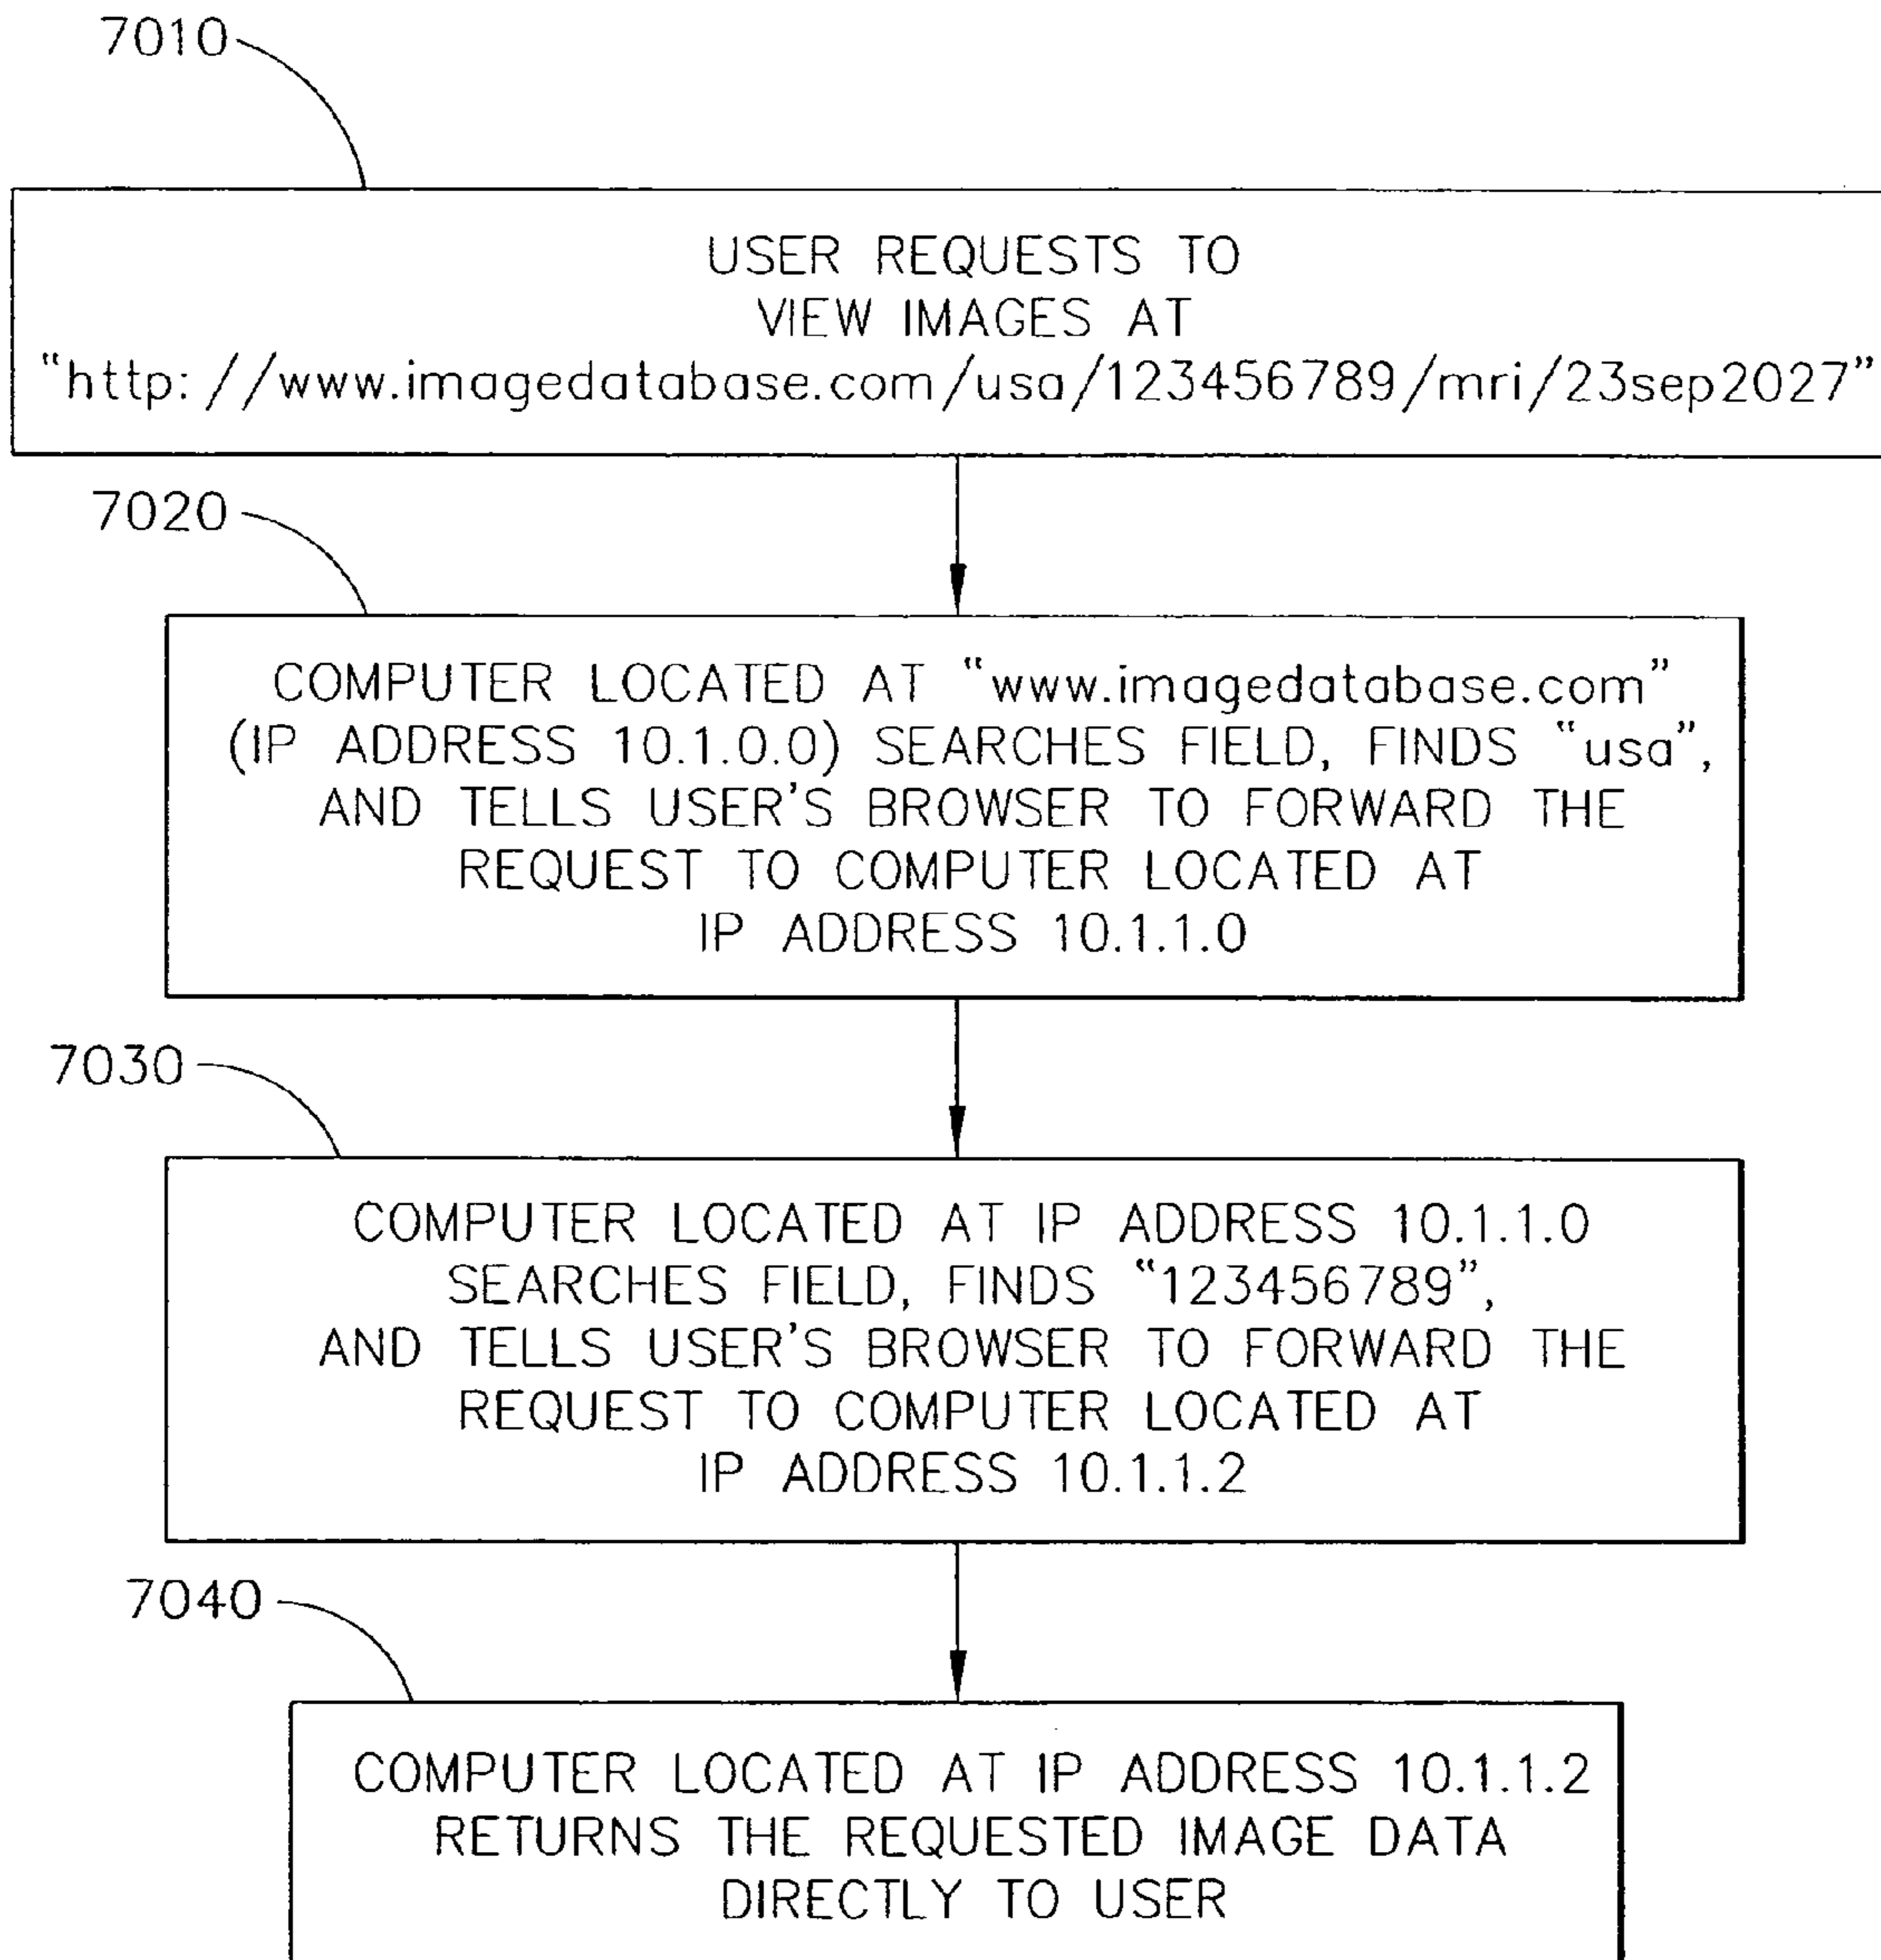 7010
USER REQUESTS TO
VIEW IMAGES AT
“http://www.imagedatabase.com/usa/123456789/mri/23sep2027”
7020
COMPUTER LOCATED AT “www.imagedatabase.com”
(IP ADDRESS 10.1.0.0) SEARCHES FIELD, FINDS “usa”,
AND TELLS USER'S BROWSER TO FORWARD THE
REQUEST TO COMPUTER LOCATED AT
IP ADDRESS 10.1.1.0
7030
COMPUTER LOCATED AT IP ADDRESS 10.1.1.0
SEARCHES FIELD, FINDS “123456789”,
AND TELLS USER'S BROWSER TO FORWARD THE
REQUEST TO COMPUTER LOCATED AT
IP ADDRESS 10.1.1.2
7040
COMPUTER LOCATED AT IP ADDRESS 10.1.1.2
RETURNS THE REQUESTED IMAGE DATA
DIRECTLY TO USER